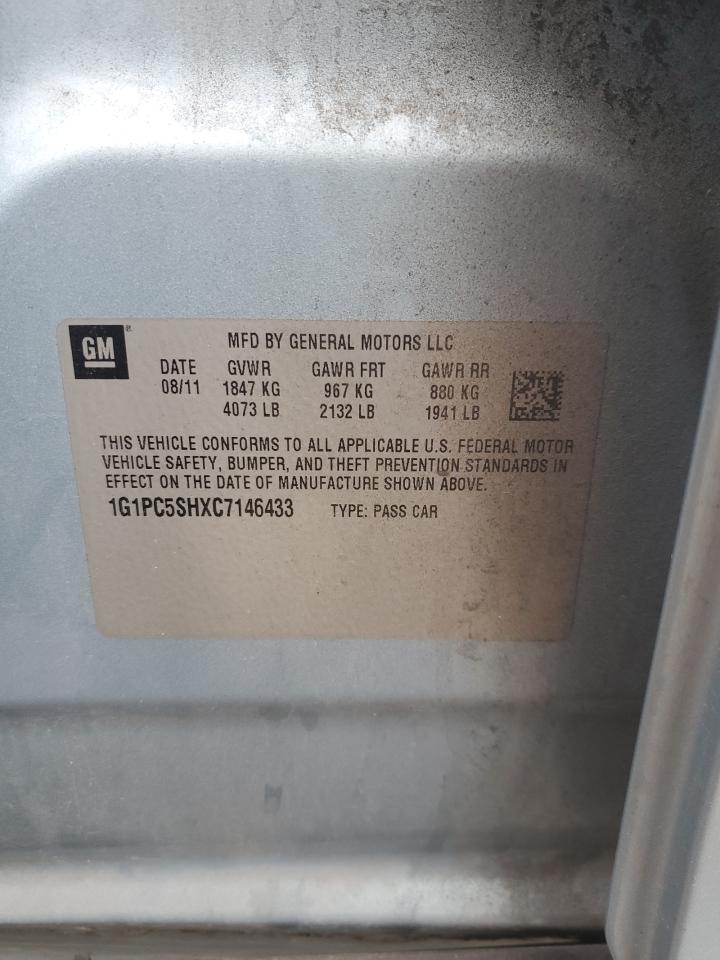 GM®
MFD BY GENERAL MOTORS LLC
DATE GVWR GAWR FRT GAWR RR
08/11 1847 KG 967 KG 880 KG
4073 LB 2132 LB 1941 LB
THIS VEHICLE CONFORMS TO ALL APPLICABLE U.S. FEDERAL MOTOR
VEHICLE SAFETY, BUMPER, AND THEFT PREVENTION STANDARDS IN
EFFECT ON THE DATE OF MANUFACTURE SHOWN ABOVE.
1G1PC5SHXC7146433 TYPE: PASS CAR